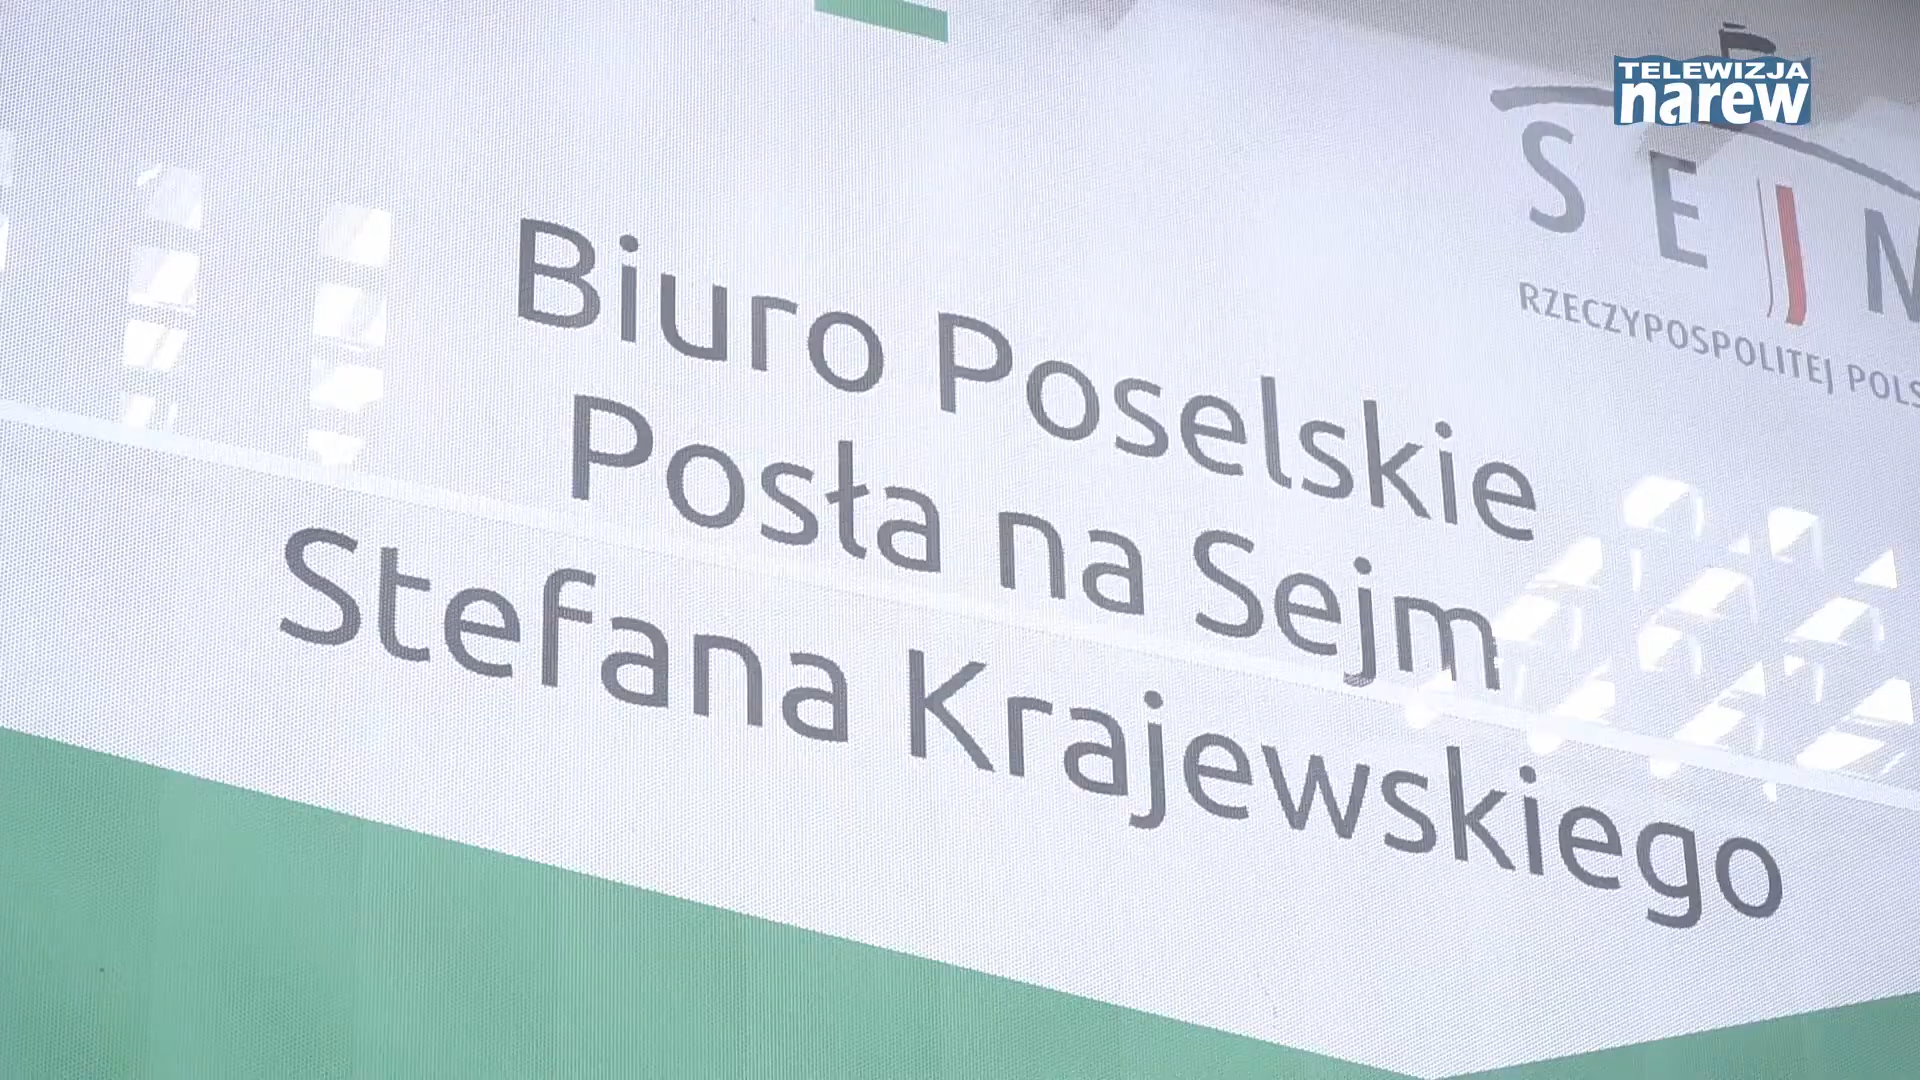 TELEWIZJA
narew
SEJM
RZECZYPOSPOLITEJ
Biuro Poselskie
Posła na Sejm
Stefana Krajewskiego